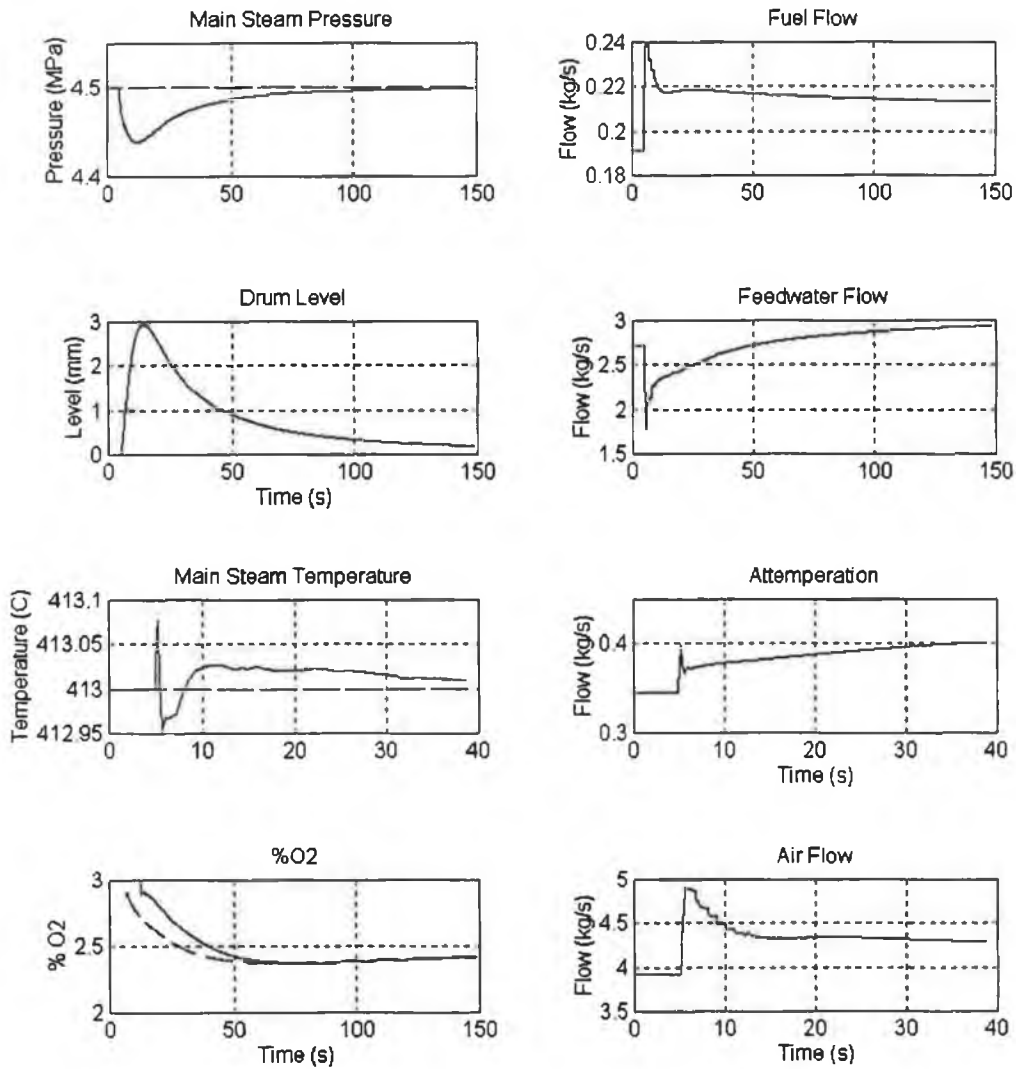 Main Steam Pressure
Pressure (MPa)
4.5
4.4
0 50 100 150
Fuel Flow
Flow (kg/s)
0.24
0.22
0.2
0.18
0 50 100 150
Drum Level
Level (mm)
3
2
1
0
0 50 100 150
Time (s)
Feedwater Flow
Flow (kg/s)
3
2.5
2
1.5
0 50 100 150
Main Steam Temperature
Temperature (C)
413.1
413.05
413
412.95
0 10 20 30 40
Attemperation
Flow (kg/s)
0.4
0.3
0 10 20 30 40
Time (s)
%O2
% O2
3
2.5
2
0 50 100 150
Time (s)
Air Flow
Flow (kg/s)
5
4.5
4
3.5
0 10 20 30 40
Time (s)